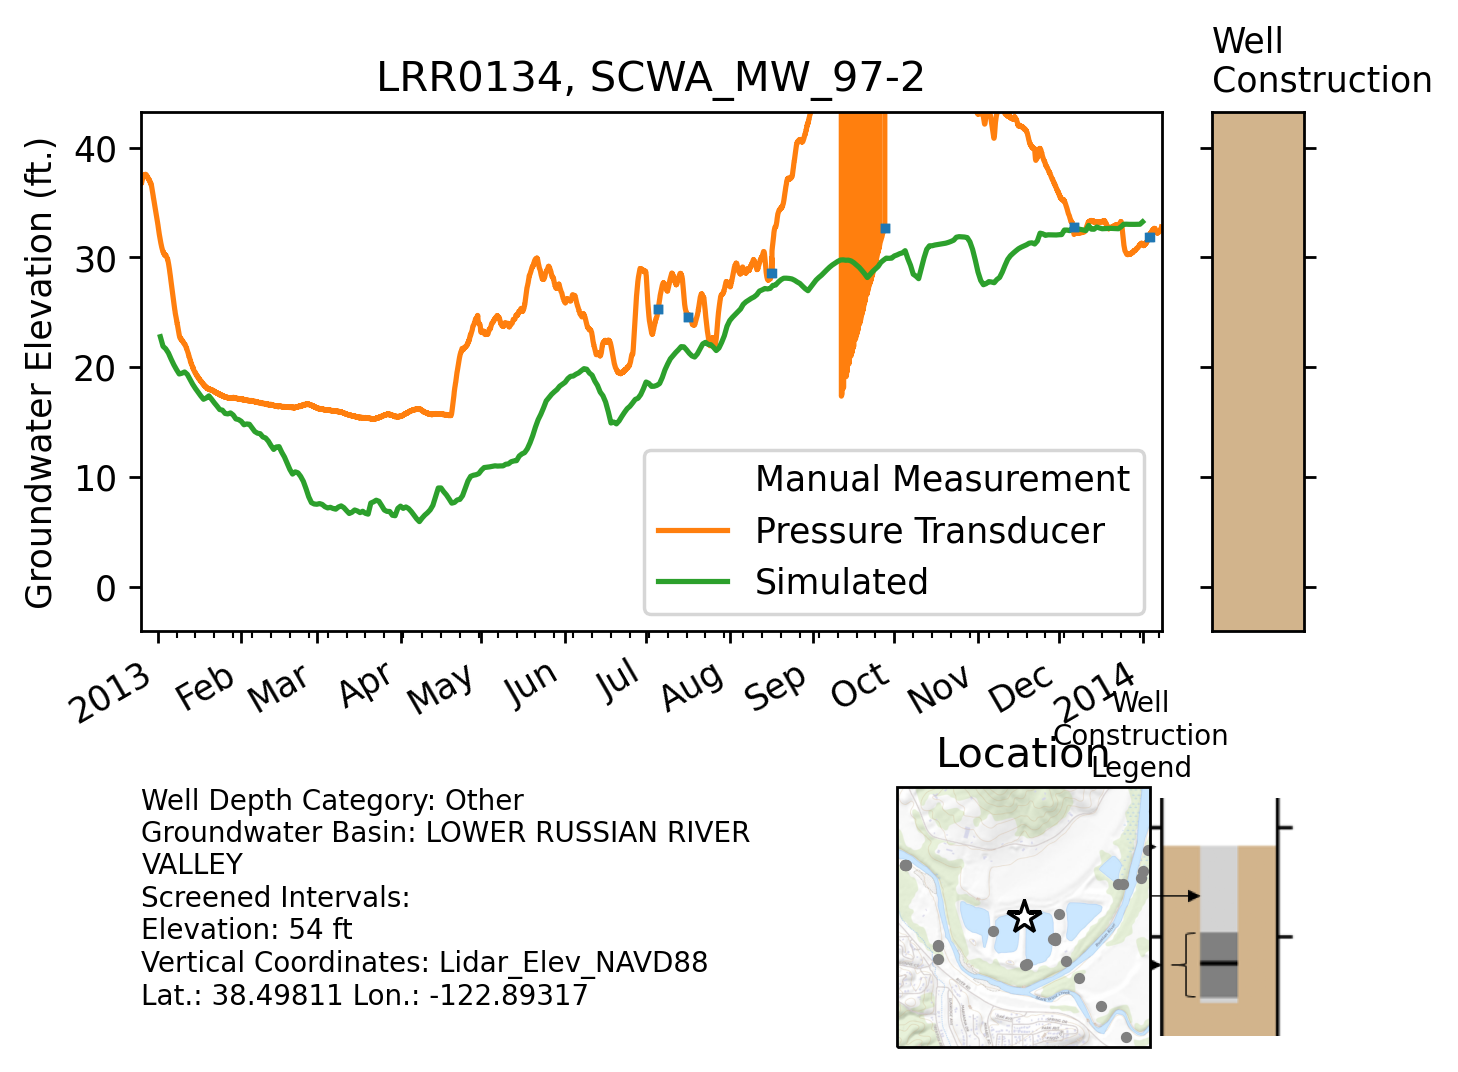 Well
Construction
LRR0134, SCWA_MW_97-2
Groundwater Elevation (ft.)
40
30
20
10
0
Manual Measurement
Pressure Transducer
Simulated
2013
Feb
Mar
Apr
May
Jun
Jul
Aug
Sep
Oct
Nov
Dec
2014
Well
Construction
Legend
Location
Well Depth Category: Other
Groundwater Basin: LOWER RUSSIAN RIVER
VALLEY
Screened Intervals:
Elevation: 54 ft
Vertical Coordinates: Lidar_Elev_NAVD88
Lat.: 38.49811 Lon.: -122.89317